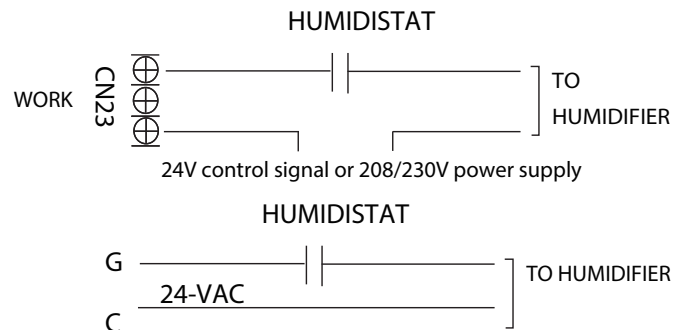 HUMIDISTAT
WORK
CN23
TO
HUMIDIFIER
24V control signal or 208/230V power supply
HUMIDISTAT
G
TO HUMIDIFIER
24-VAC
C